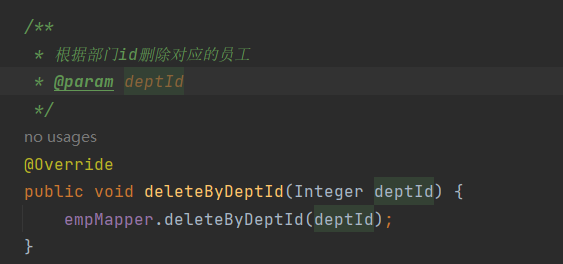 /**
 * 根据部门id删除对应的员工
 * @param deptId
 */
no usages
@Override
public void deleteByDeptId(Integer deptId) {
    empMapper.deleteByDeptId(deptId);
}